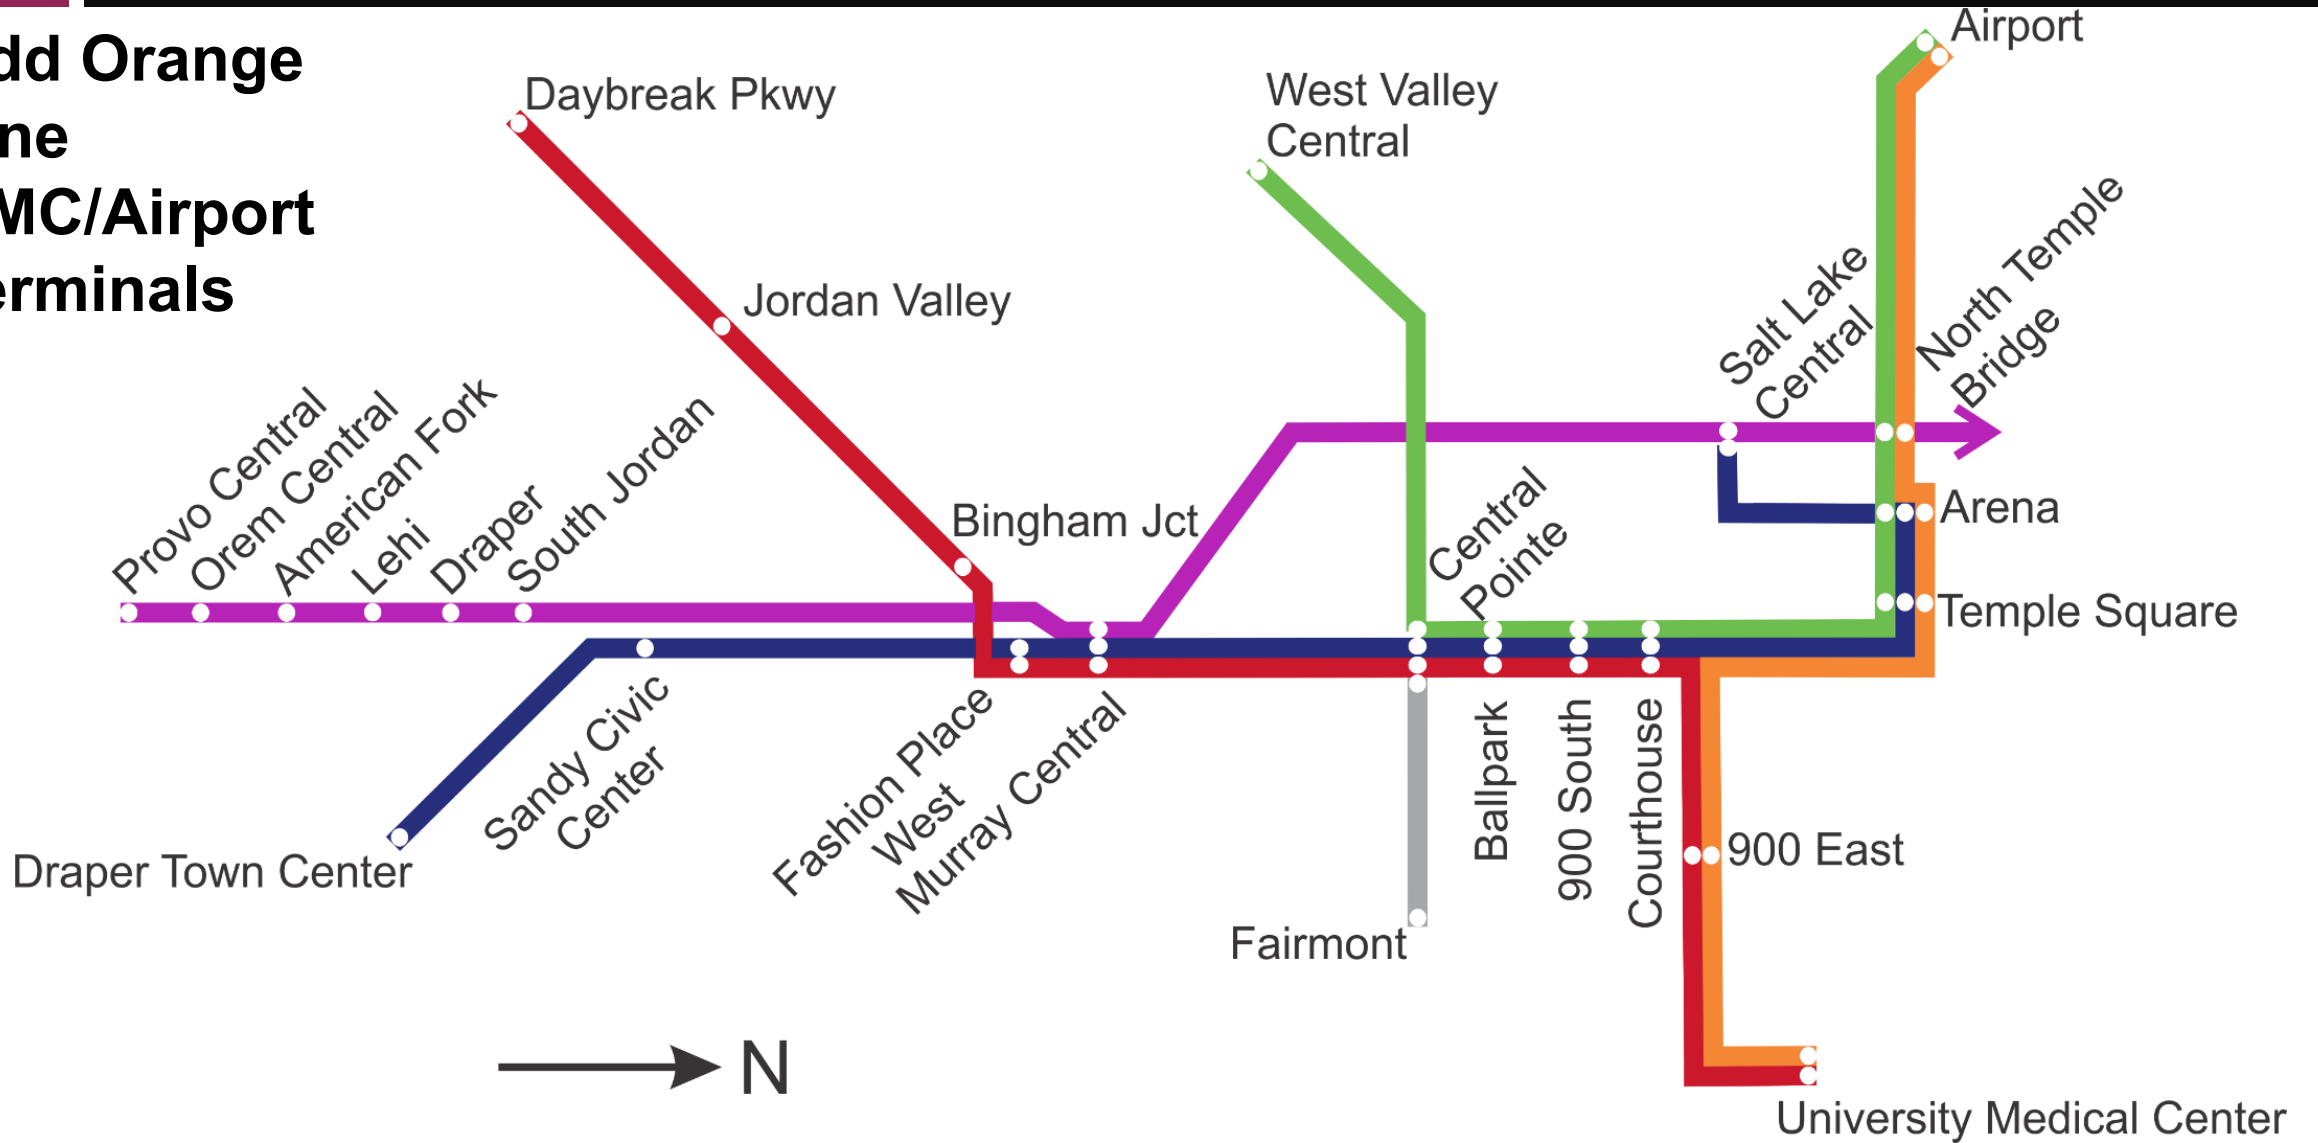 dd Orange
ne
MC/Airport
erminals
Airport
Daybreak Pkwy
West Valley
Central
Jordan Valley
Salt Lake
Central
North Temple
Bridge
Provo Central
Orem Central
American Fork
Lehi
Draper
South Jordan
Bingham Jct
Central
Pointe
Arena
Temple Square
Sandy Civic
Center
Fashion Place
West
Murray Central
Ballpark
900 South
Courthouse
900 East
Draper Town Center
Fairmont
N
University Medical Center